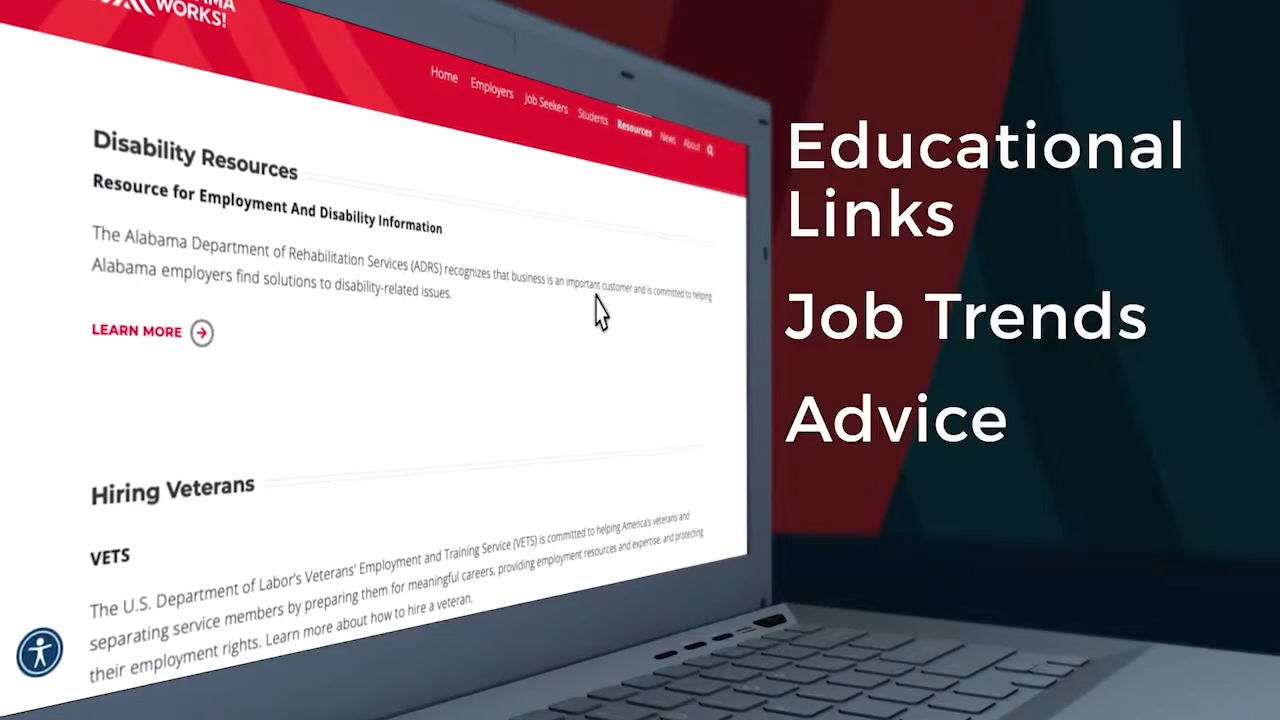 WORKS!
Home Employers Job Seekers Students Resources News About
Disability Resources
Resource for Employment And Disability Information
The Alabama Department of Rehabilitation Services (ADRS) recognizes that business is an important customer and is committed to helping
Alabama employers find solutions to disability-related issues.
LEARN MORE
Hiring Veterans
VETS
The U.S. Department of Labor's Veterans' Employment and Training Service (VETS) is committed to helping America's veterans and
separating service members by preparing them for meaningful careers, providing employment resources and expertise, and protecting
their employment rights. Learn more about how to hire a veteran.
Educational
Links
Job Trends
Advice